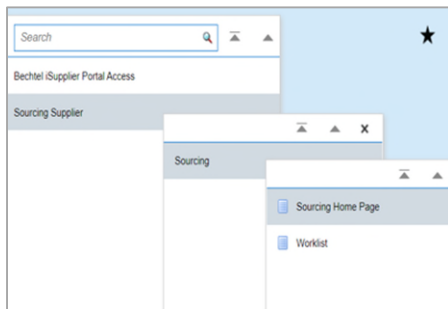 Search
Bechtel iSupplier Portal Access
Sourcing Supplier
X
Sourcing
Sourcing Home Page
Worklist